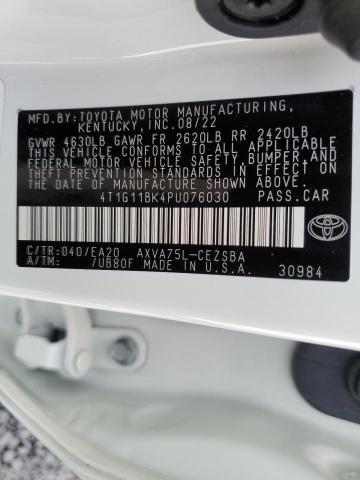 MFD. BY: TOYOTA MOTOR MANUFACTURING,
KENTUCKY, INC. 08/22
GVWR 4630LB GAWR FR 2620LB RR 2420LB
THIS VEHICLE CONFORMS TO ALL APPLICABLE
FEDERAL MOTOR VEHICLE SAFETY, BUMPER, AND
THEFT PREVENTION STANDARDS IN EFFECT ON
THE DATE OF MANUFACTURE SHOWN ABOVE.
4T1G11BK4PU076030 PASS.CAR
C/TR:040/EA20 AXVA75L-CEZSBA
A/TM: /UB80F MADE IN U.S.A. 30984